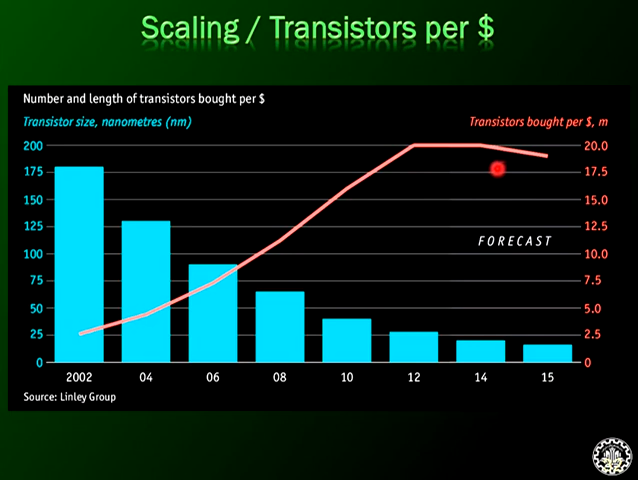 Scaling / Transistors per $
Number and length of transistors bought per $
Transistor size, nanometres (nm)
Transistors bought per $, m
200 20.0
175 17.5
150 15.0
125 12.5
FORECAST
100 10.0
75 7.5
50 5.0
25 2.5
0 0
2002 04 06 08 10 12 14 15
Source: Linley Group